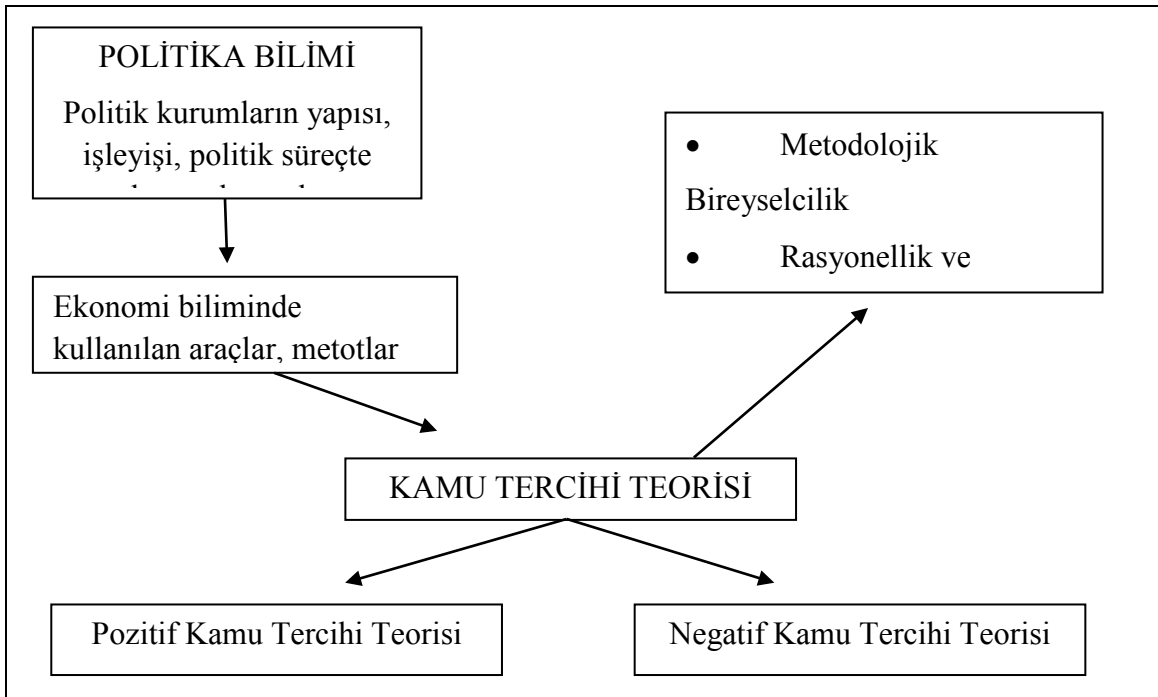 POLİTİKA BİLİMİ
Politik kurumların yapısı,
işleyişi, politik süreçte
Ekonomi biliminde
kullanılan araçlar, metotlar
• Metodolojik
Bireyselcilik
• Rasyonellik ve
KAMU TERCİHİ TEORİSİ
Pozitif Kamu Tercihi Teorisi
Negatif Kamu Tercihi Teorisi